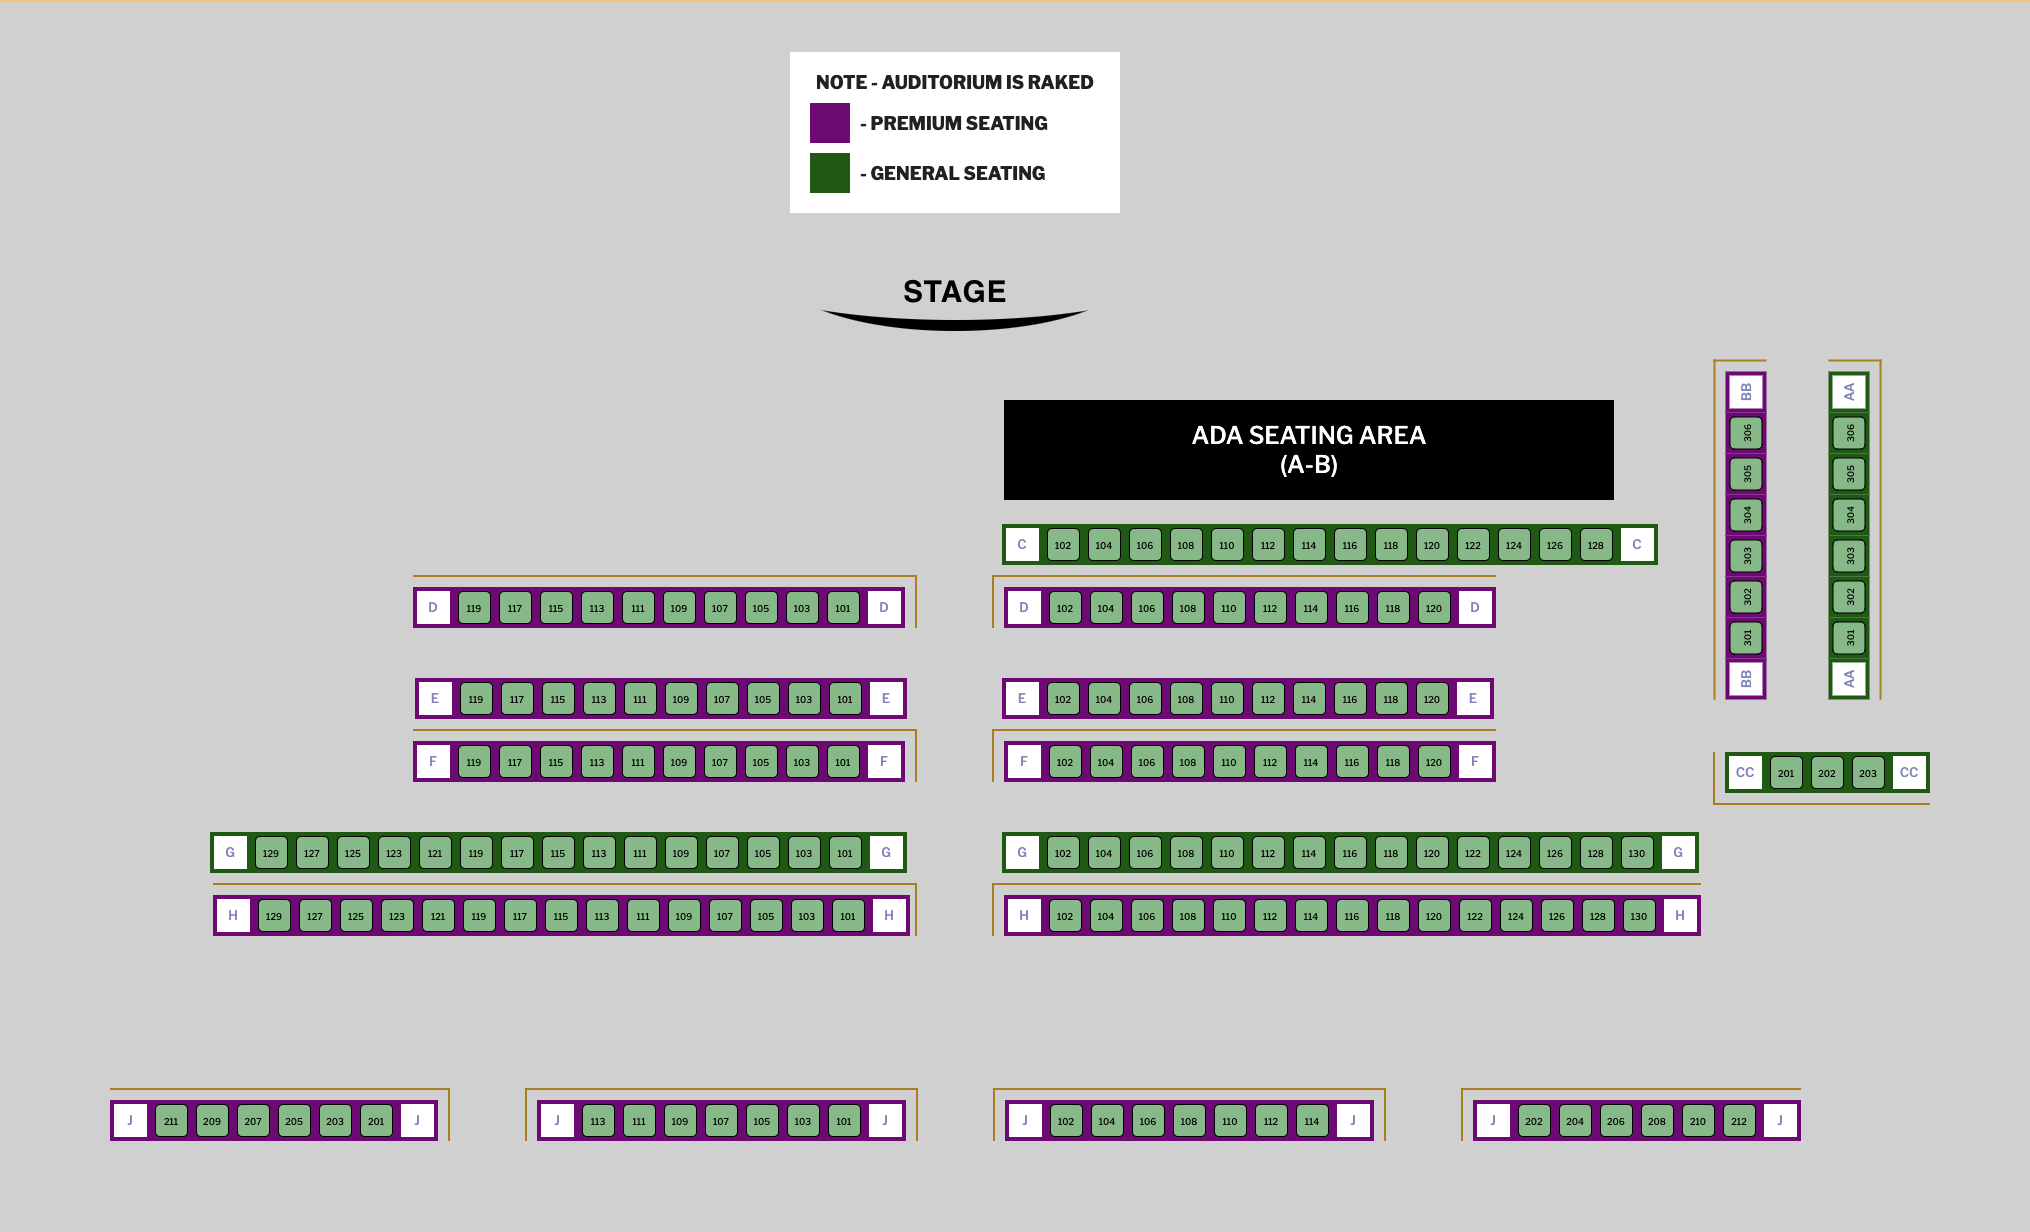 NOTE - AUDITORIUM IS RAKED
- PREMIUM SEATING
- GENERAL SEATING
STAGE
ADA SEATING AREA
(A-B)
C 102 104 106 108 110 112 114 116 118 120 122 124 126 128 C
D 119 117 115 113 111 109 107 105 103 101 D
D 102 104 106 108 110 112 114 116 118 120 D
E 119 117 115 113 111 109 107 105 103 101 E
E 102 104 106 108 110 112 114 116 118 120 E
F 119 117 115 113 111 109 107 105 103 101 F
F 102 104 106 108 110 112 114 116 118 120 F
G 129 127 125 123 121 119 117 115 113 111 109 107 105 103 101 G
G 102 104 106 108 110 112 114 116 118 120 122 124 126 128 130 G
H 129 127 125 123 121 119 117 115 113 111 109 107 105 103 101 H
H 102 104 106 108 110 112 114 116 118 120 122 124 126 128 130 H
J 211 209 207 205 203 201 J
J 113 111 109 107 105 103 101 J
J 102 104 106 108 110 112 114 J
J 202 204 206 208 210 212 J
BB 301 302 303 304 305 306 BB
AA 301 302 303 304 305 306 AA
CC 201 202 203 CC